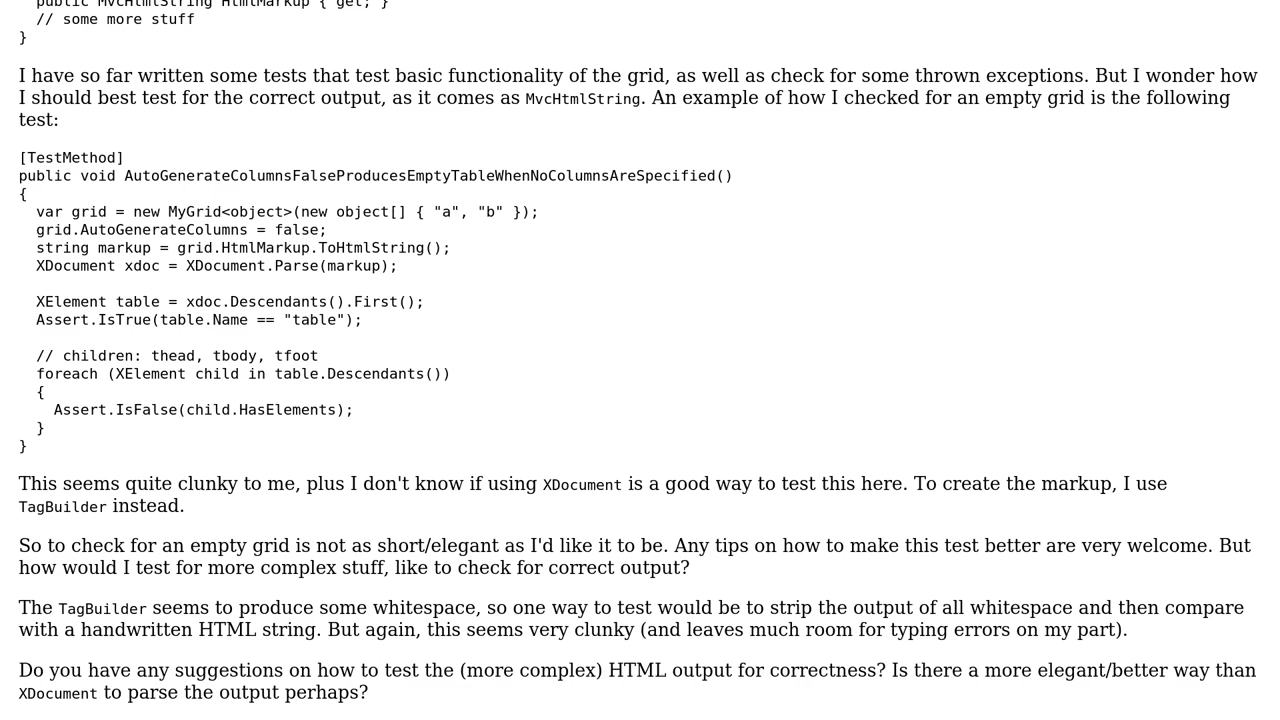 public MvcHtmlString HtmlMarkup { get; }
// some more stuff
}
I have so far written some tests that test basic functionality of the grid, as well as check for some thrown exceptions. But I wonder how
I should best test for the correct output, as it comes as MvcHtmlString. An example of how I checked for an empty grid is the following
test:
[TestMethod]
public void AutoGenerateColumnsFalseProducesEmptyTableWhenNoColumnsAreSpecified()
{
var grid = new MyGrid<object>(new object[] { "a", "b" });
grid.AutoGenerateColumns = false;
string markup = grid.HtmlMarkup.ToHtmlString();
XDocument xdoc = XDocument.Parse(markup);
XElement table = xdoc.Descendants().First();
Assert.IsTrue(table.Name == "table");
// children: thead, tbody, tfoot
foreach (XElement child in table.Descendants())
{
Assert.IsFalse(child.HasElements);
}
}
This seems quite clunky to me, plus I don't know if using XDocument is a good way to test this here. To create the markup, I use
TagBuilder instead.
So to check for an empty grid is not as short/elegant as I'd like it to be. Any tips on how to make this test better are very welcome. But
how would I test for more complex stuff, like to check for correct output?
The TagBuilder seems to produce some whitespace, so one way to test would be to strip the output of all whitespace and then compare
with a handwritten HTML string. But again, this seems very clunky (and leaves much room for typing errors on my part).
Do you have any suggestions on how to test the (more complex) HTML output for correctness? Is there a more elegant/better way than
XDocument to parse the output perhaps?